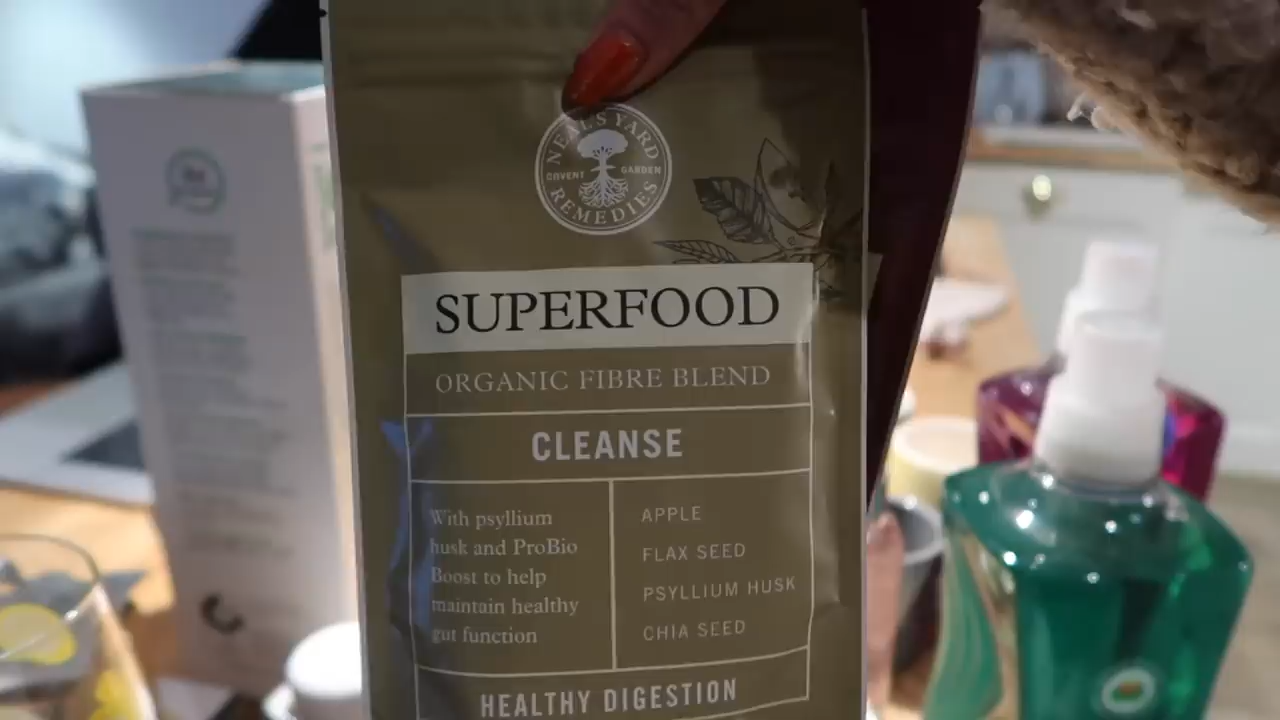 NEAL'S YARD
COVENT GARDEN
REMEDIES
SUPERFOOD
ORGANIC FIBRE BLEND
CLEANSE
With psyllium
husk and ProBio
Boost to help
maintain healthy
gut function
APPLE
FLAX SEED
PSYLLIUM HUSK
CHIA SEED
HEALTHY DIGESTION